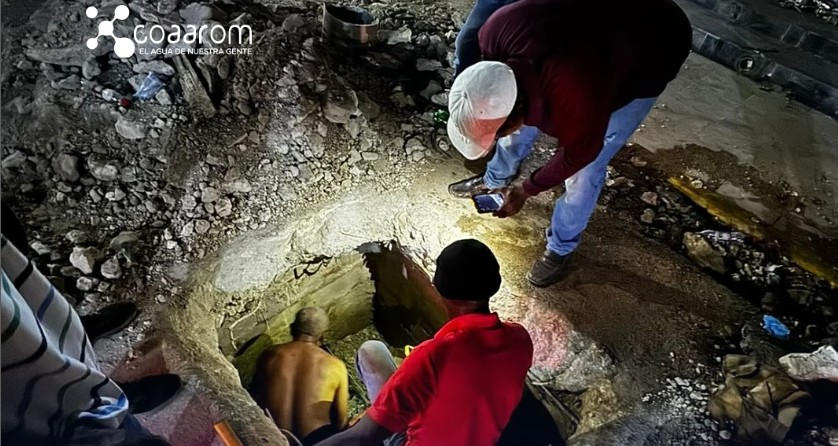 coaarom
EL AGUA DE NUESTRA GENTE